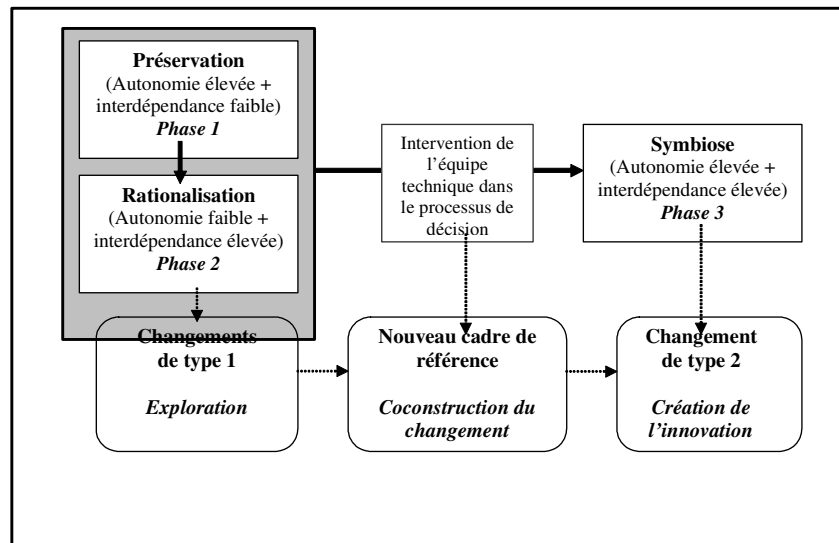 Préservation
(Autonomie élevée +
interdépendance faible)
Phase 1
Rationalisation
(Autonomie faible +
interdépendance élevée)
Phase 2
Intervention de
l'équipe
technique dans
le processus de
décision
Symbiose
(Autonomie élevée +
interdépendance élevée)
Phase 3
Changements
de type 1
Exploration
Nouveau cadre de
référence
Coconstruction du
changement
Changement
de type 2
Création de
l'innovation